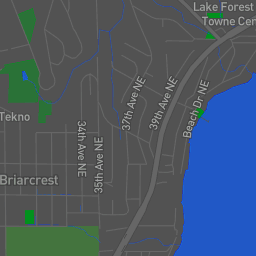 Lake Forest
Towne Cen
37th Ave NE
39th Ave NE
Beach Dr NE
Tekno
34th Ave NE
35th Ave NE
Briarcrest